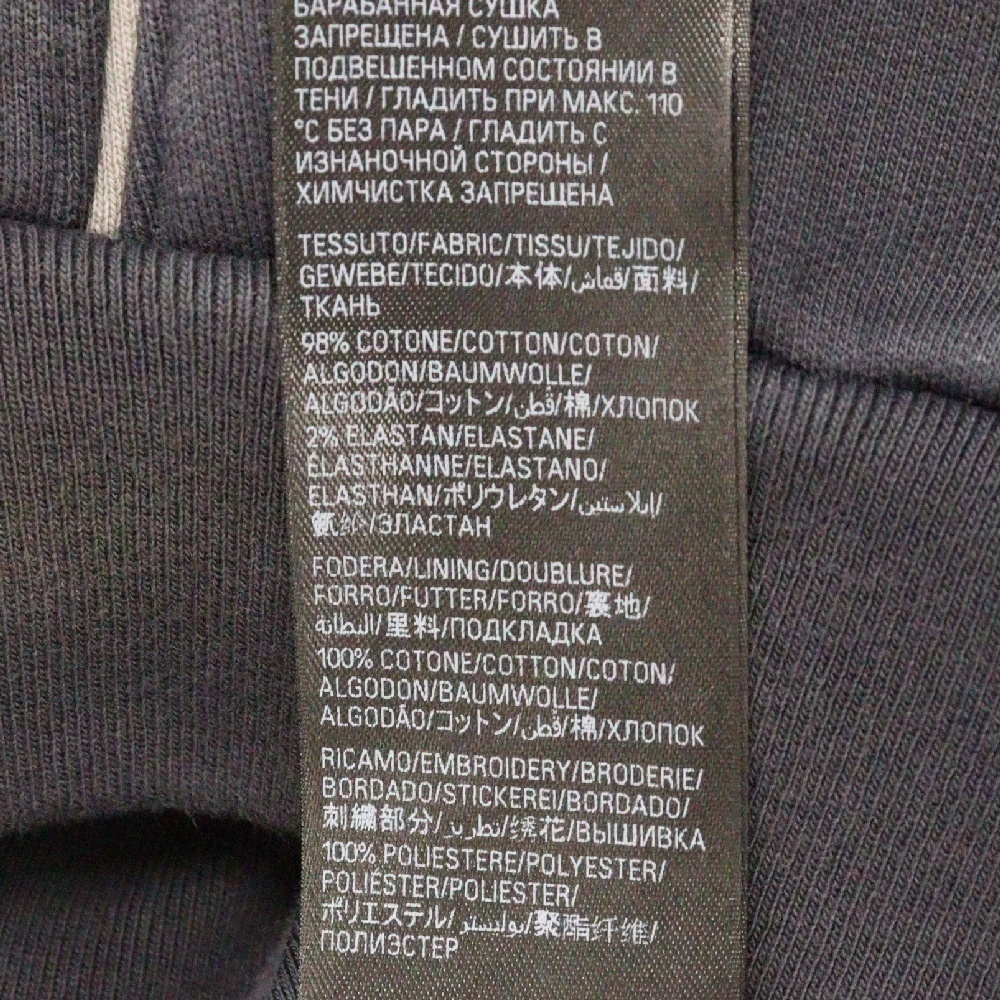 БАРАБАННАЯ СУШКА
ЗАПРЕЩЕНА / СУШИТЬ В
ПОДВЕШЕННОМ СОСТОЯНИИ В
ТЕНИ / ГЛАДИТЬ ПРИ МАКС. 110
°C БЕЗ ПАРА / ГЛАДИТЬ С
ИЗНАНОЧНОЙ СТОРОНЫ /
ХИМЧИСТКА ЗАПРЕЩЕНА
TESSUTO/FABRIC/TISSU/TEJIDO/
GEWEBE/TECIDO/本体/قماش/面料/
ТКАНЬ
98% COTONE/COTTON/COTON/
ALGODON/BAUMWOLLE/
ALGODÃO/コットン/قطن/棉/ХЛОПОК
2% ELASTAN/ELASTANE/
ÉLASTHANNE/ELASTANO/
ELASTHAN/ポリウレタン/ايلاستين/
氨纶/ЭЛАСТАН
FODERA/LINING/DOUBLURE/
FORRO/FUTTER/FORRO/裏地/
البطانة/里料/ПОДКЛАДКА
100% COTONE/COTTON/COTON/
ALGODON/BAUMWOLLE/
ALGODÃO/コットン/قطن/棉/ХЛОПОК
RICAMO/EMBROIDERY/BRODERIE/
BORDADO/STICKEREI/BORDADO/
刺繍部分/تطريز/绣花/ВЫШИВКА
100% POLIESTERE/POLYESTER/
POLIÉSTER/POLIESTER/
ポリエステル/بوليستر/聚酯纤维/
ПОЛИЭСТЕР